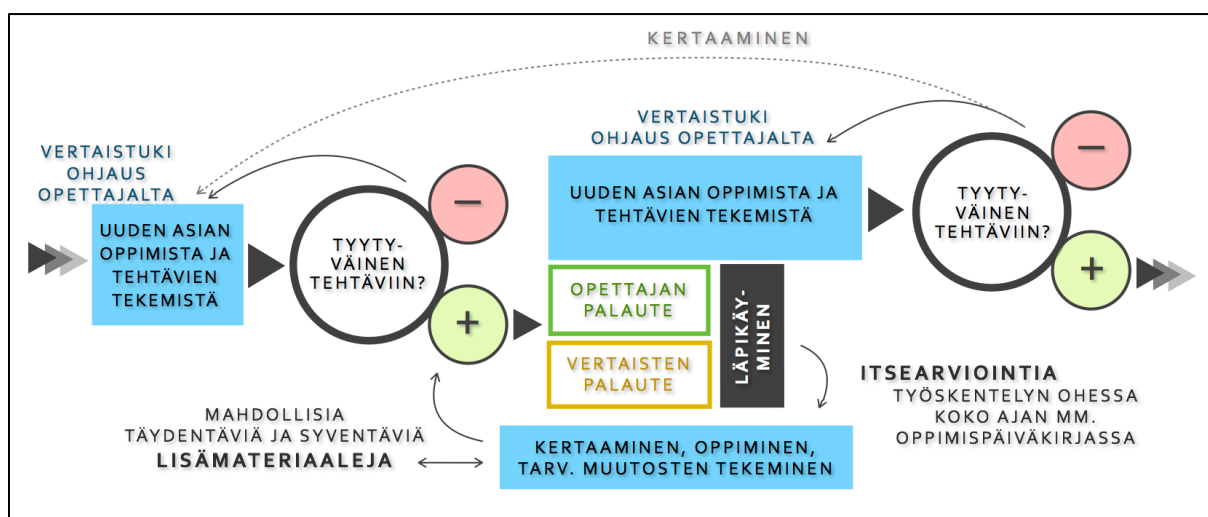 KERTAAMINEN
VERTAISTUKI
OHJAUS
OPETTAJALTA
UUDEN ASIAN
OPPIMISTA JA
TEHTÄVIEN
TEKEMISTÄ
TYYTY-
VÄINEN
TEHTÄVIIN?
−
+
VERTAISTUKI
OHJAUS OPETTAJALTA
UUDEN ASIAN OPPIMISTA JA
TEHTÄVIEN TEKEMISTÄ
OPETTAJAN
PALAUTE
VERTAISTEN
PALAUTE
LÄPIKÄY-
MINEN
TYYTY-
VÄINEN
TEHTÄVIIN?
−
+
ITSEARVIOINTIA
TYÖSKENTELYN OHESSA
KOKO AJAN MM.
OPPIMISPÄIVÄKIRJASSA
MAHDOLLISIA
TÄYDENTÄVIÄ JA SYVENTÄVIÄ
LISÄMATERIAALEJA
KERTAAMINEN, OPPIMINEN,
TARV. MUUTOSTEN TEKEMINEN